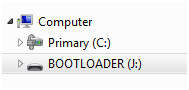 Computer
Primary (C:)
BOOTLOADER (J:)